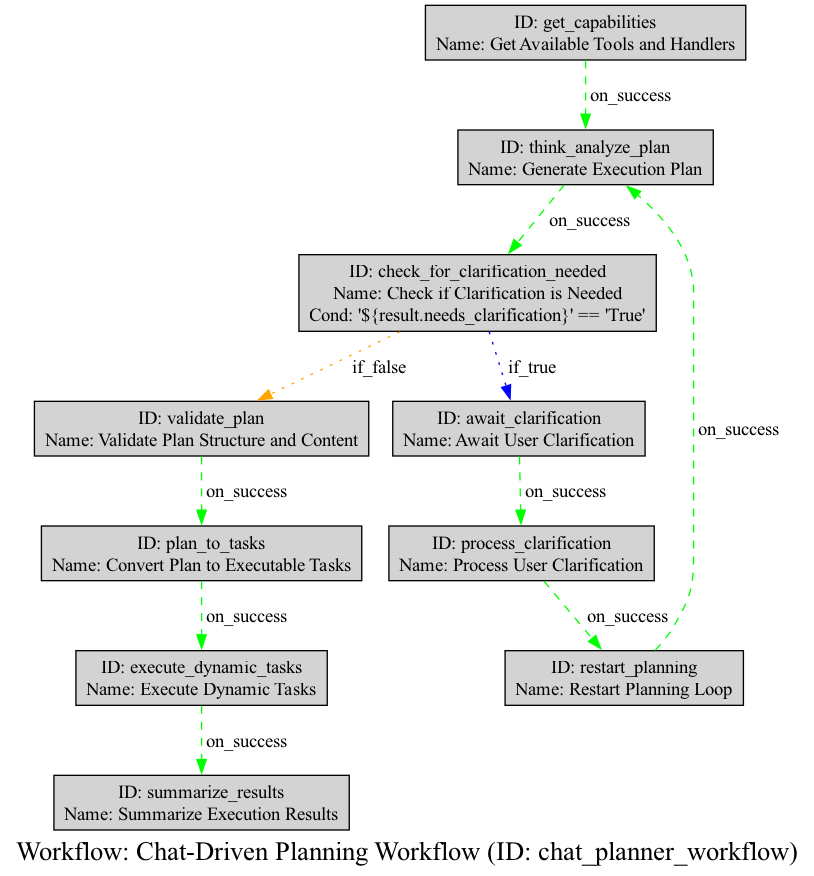 ID: get_capabilities
Name: Get Available Tools and Handlers
on_success
ID: think_analyze_plan
Name: Generate Execution Plan
on_success
ID: check_for_clarification_needed
Name: Check if Clarification is Needed
Cond: '${result.needs_clarification}' == 'True'
if_false
if_true
ID: validate_plan
Name: Validate Plan Structure and Content
ID: await_clarification
Name: Await User Clarification
on_success
on_success
on_success
ID: plan_to_tasks
Name: Convert Plan to Executable Tasks
ID: process_clarification
Name: Process User Clarification
on_success
on_success
ID: execute_dynamic_tasks
Name: Execute Dynamic Tasks
ID: restart_planning
Name: Restart Planning Loop
on_success
ID: summarize_results
Name: Summarize Execution Results
Workflow: Chat-Driven Planning Workflow (ID: chat_planner_workflow)